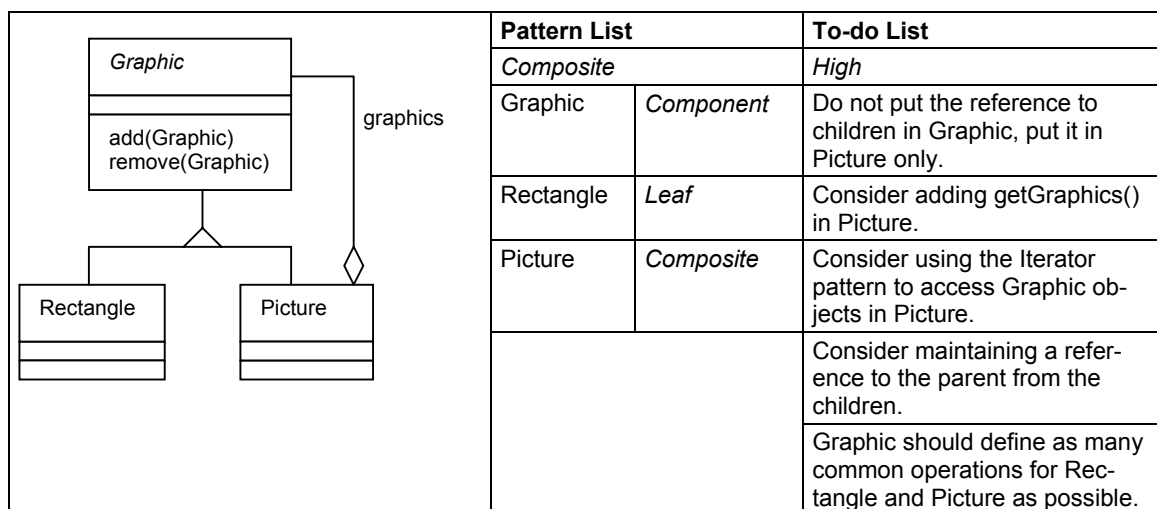 Graphic
add(Graphic)
remove(Graphic)
graphics
Rectangle
Picture
Pattern List
To-do List
Composite
High
Graphic
Component
Do not put the reference to
children in Graphic, put it in
Picture only.
Rectangle
Leaf
Consider adding getGraphics()
in Picture.
Picture
Composite
Consider using the Iterator
pattern to access Graphic ob-
jects in Picture.
Consider maintaining a refer-
ence to the parent from the
children.
Graphic should define as many
common operations for Rec-
tangle and Picture as possible.